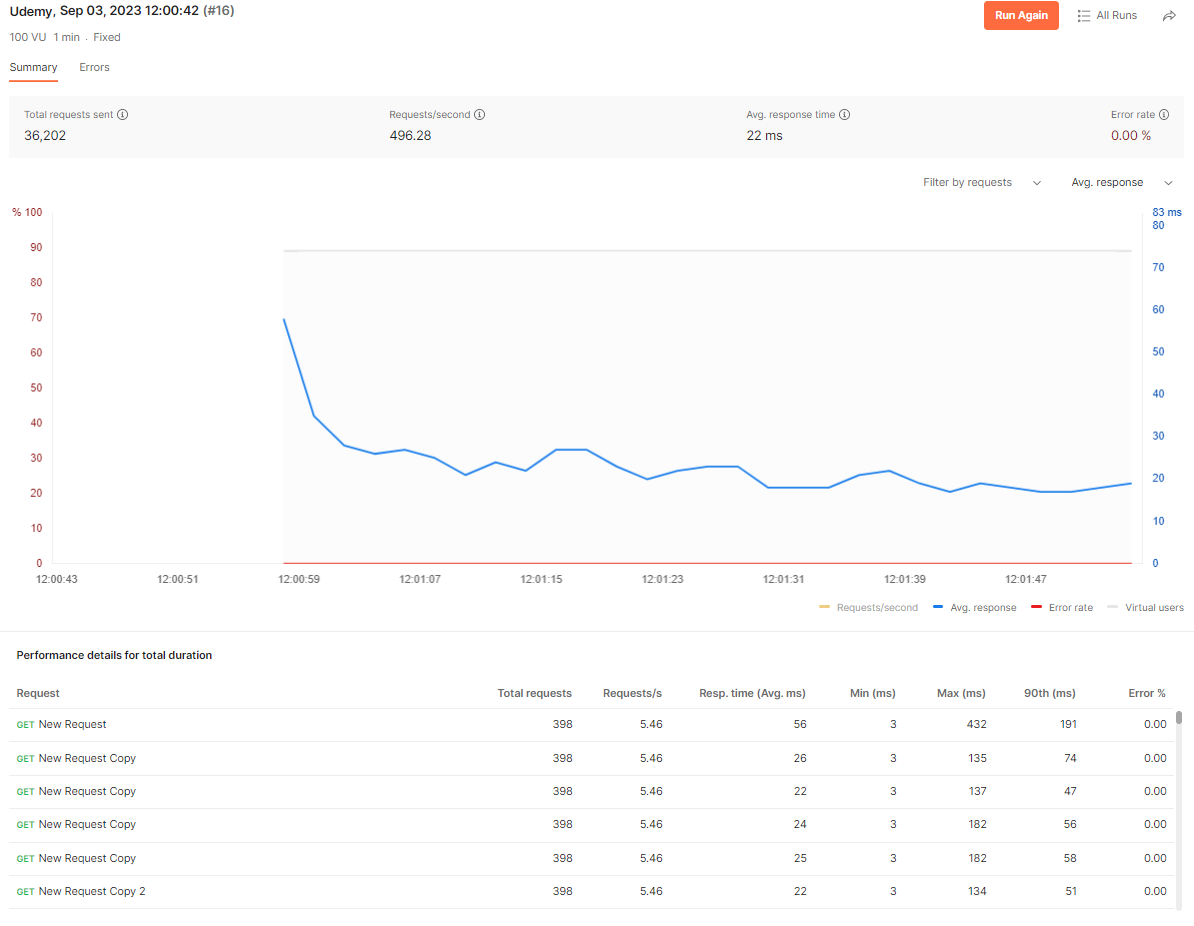 Udemy, Sep 03, 2023 12:00:42 (#16)
Run Again
All Runs
100 VU 1 min . Fixed
Summary Errors
Total requests sent Requests/second Avg. response time Error rate
36,202 496.28 22 ms 0.00 %
Filter by requests Avg. response
% 100 83 ms
80
90
70
80
70
60
60
50
50
40
40
30
30
20
20
10
10
0 0
12:00:43 12:00:51 12:00:59 12:01:07 12:01:15 12:01:23 12:01:31 12:01:39 12:01:47
Requests/second Avg. response Error rate Virtual users
Performance details for total duration
Request Total requests Requests/s Resp. time (Avg. ms) Min (ms) Max (ms) 90th (ms) Error %
GET New Request 398 5.46 56 3 432 191 0.00
GET New Request Copy 398 5.46 26 3 135 74 0.00
GET New Request Copy 398 5.46 22 3 137 47 0.00
GET New Request Copy 398 5.46 24 3 182 56 0.00
GET New Request Copy 398 5.46 25 3 182 58 0.00
GET New Request Copy 2 398 5.46 22 3 134 51 0.00